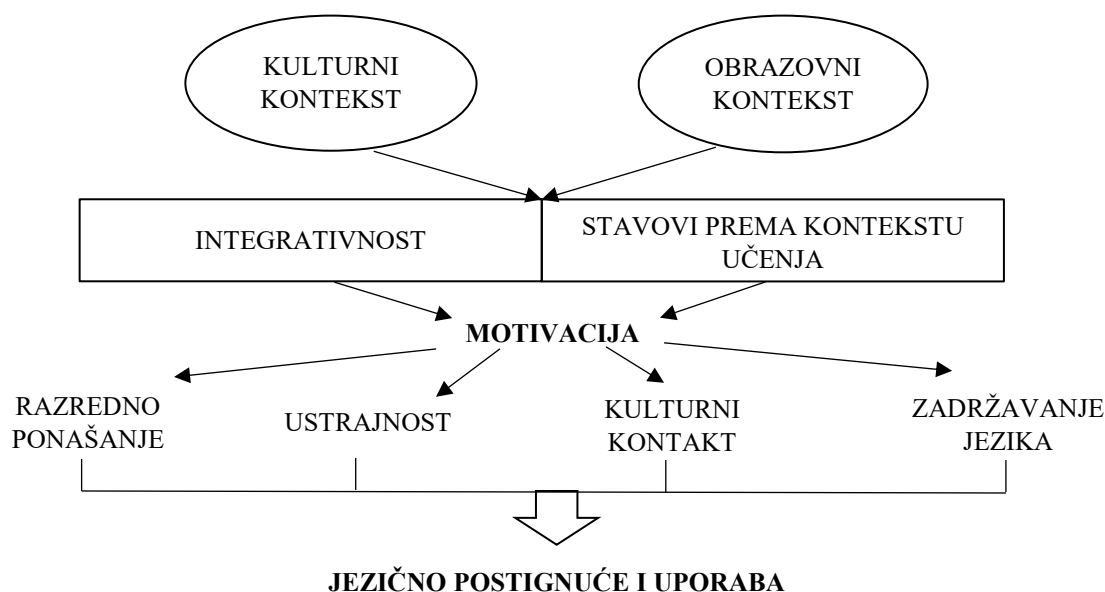 KULTURNI
KONTEKST
OBRAZOVNI
KONTEKST
INTEGRATIVNOST
STAVOVI PREMA KONTEKSTU
UČENJA
MOTIVACIJA
RAZREDNO
PONAŠANJE
USTRAJNOST
KULTURNI
KONTAKT
ZADRŽAVANJE
JEZIKA
JEZIČNO POSTIGNUĆE I UPORABA